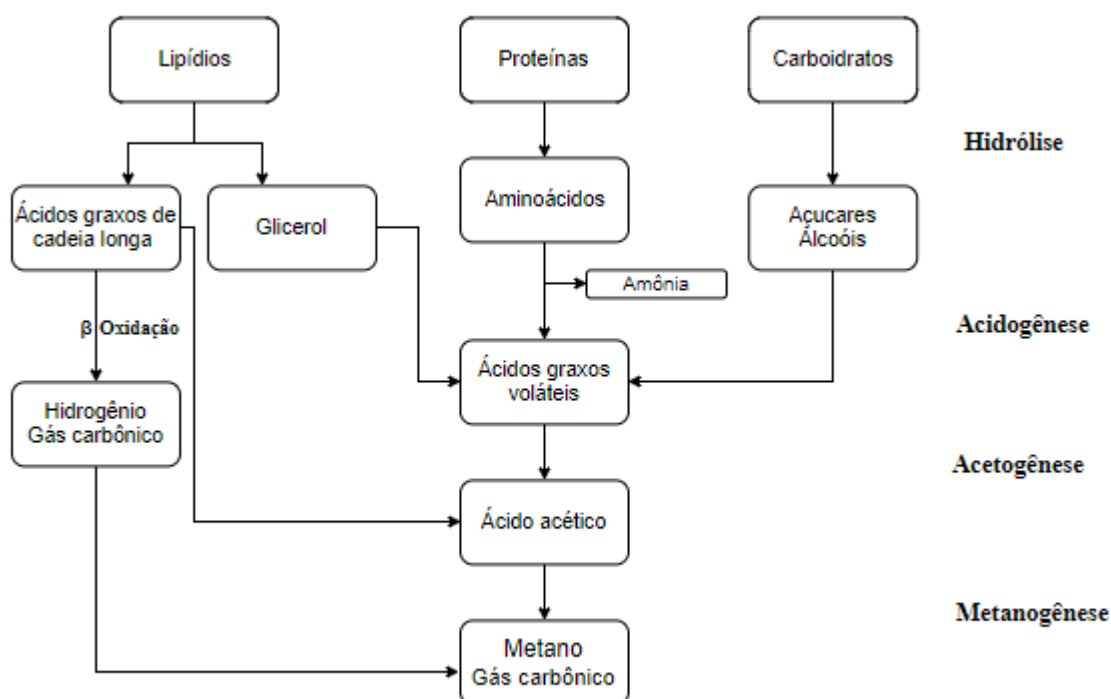 Lipídios
Proteínas
Carboidratos
Hidrólise
Ácidos graxos de
cadeia longa
Glicerol
Aminoácidos
Açucares
Álcoóis
Amônia
β Oxidação
Acidogênese
Ácidos graxos
voláteis
Hidrogênio
Gás carbônico
Acetogênese
Ácido acético
Metanogênese
Metano
Gás carbônico